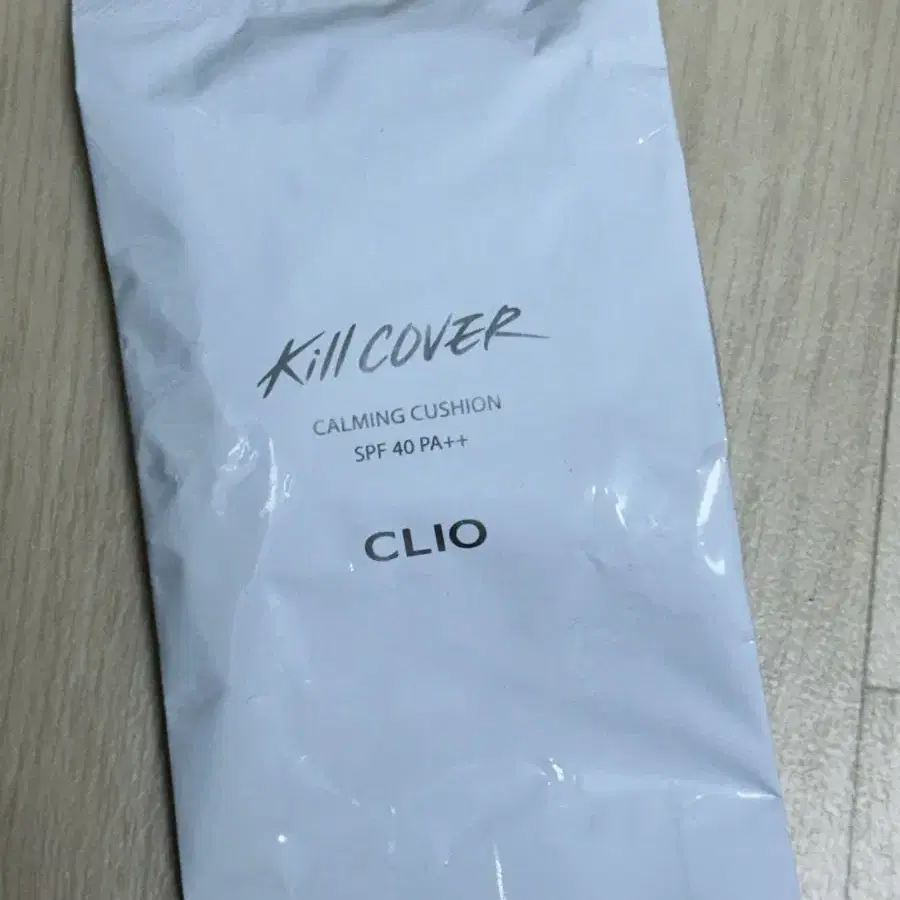 Kill COVER
CALMING CUSHION
SPF 40 PA++
CLIO